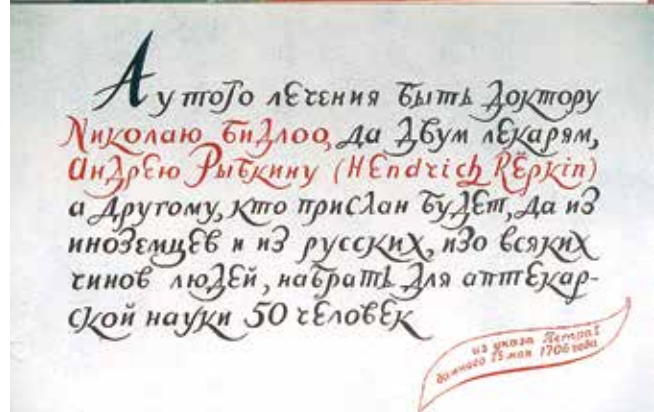 А у того лечения быть доктору
Николаю Бидлоо, да двум лекарям,
Андрею Рыбкину (Hendrich Rëpkin)
а другому, кто прислан будет, да из
иноземцев и из русских, изо всяких
чинов людей, набрать для аптекар-
ской науки 50 человек
из указа Петра I
данного 25 мая 1706 года